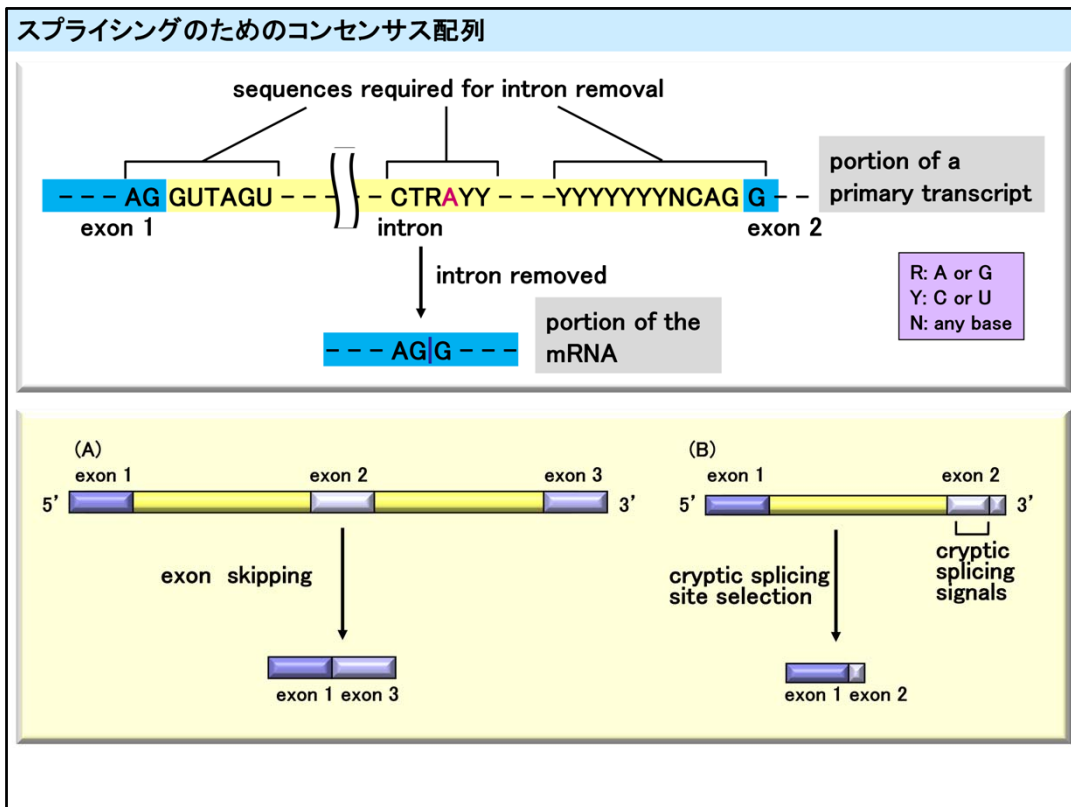 スプライシングのためのコンセンサス配列
sequences required for intron removal
- - - AG GUTAGU - - - - - CTRAYY - - - YYYYYYYNCAG G - -
exon 1 intron exon 2
portion of a
primary transcript
intron removed
- - - AG|G - - -
portion of the
mRNA
R: A or G
Y: C or U
N: any base
(A)
exon 1 exon 2 exon 3
5’ 3’
exon skipping
exon 1 exon 3
(B)
exon 1 exon 2
5’ 3’
cryptic splicing
site selection
cryptic
splicing
signals
exon 1 exon 2